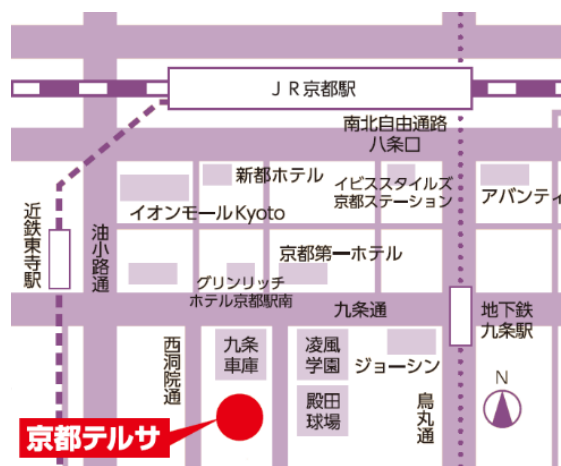 JR京都駅
南北自由通路
八条口
新都ホテル
イビススタイルズ
京都ステーション
アバンティ
イオンモールKyoto
近鉄東寺駅
油小路通
京都第一ホテル
グリンリッチ
ホテル京都駅南
九条通
地下鉄
九条駅
西洞院通
九条
車庫
凌風
学園
ジョーシン
殿田
球場
烏丸通
N
京都テルサ